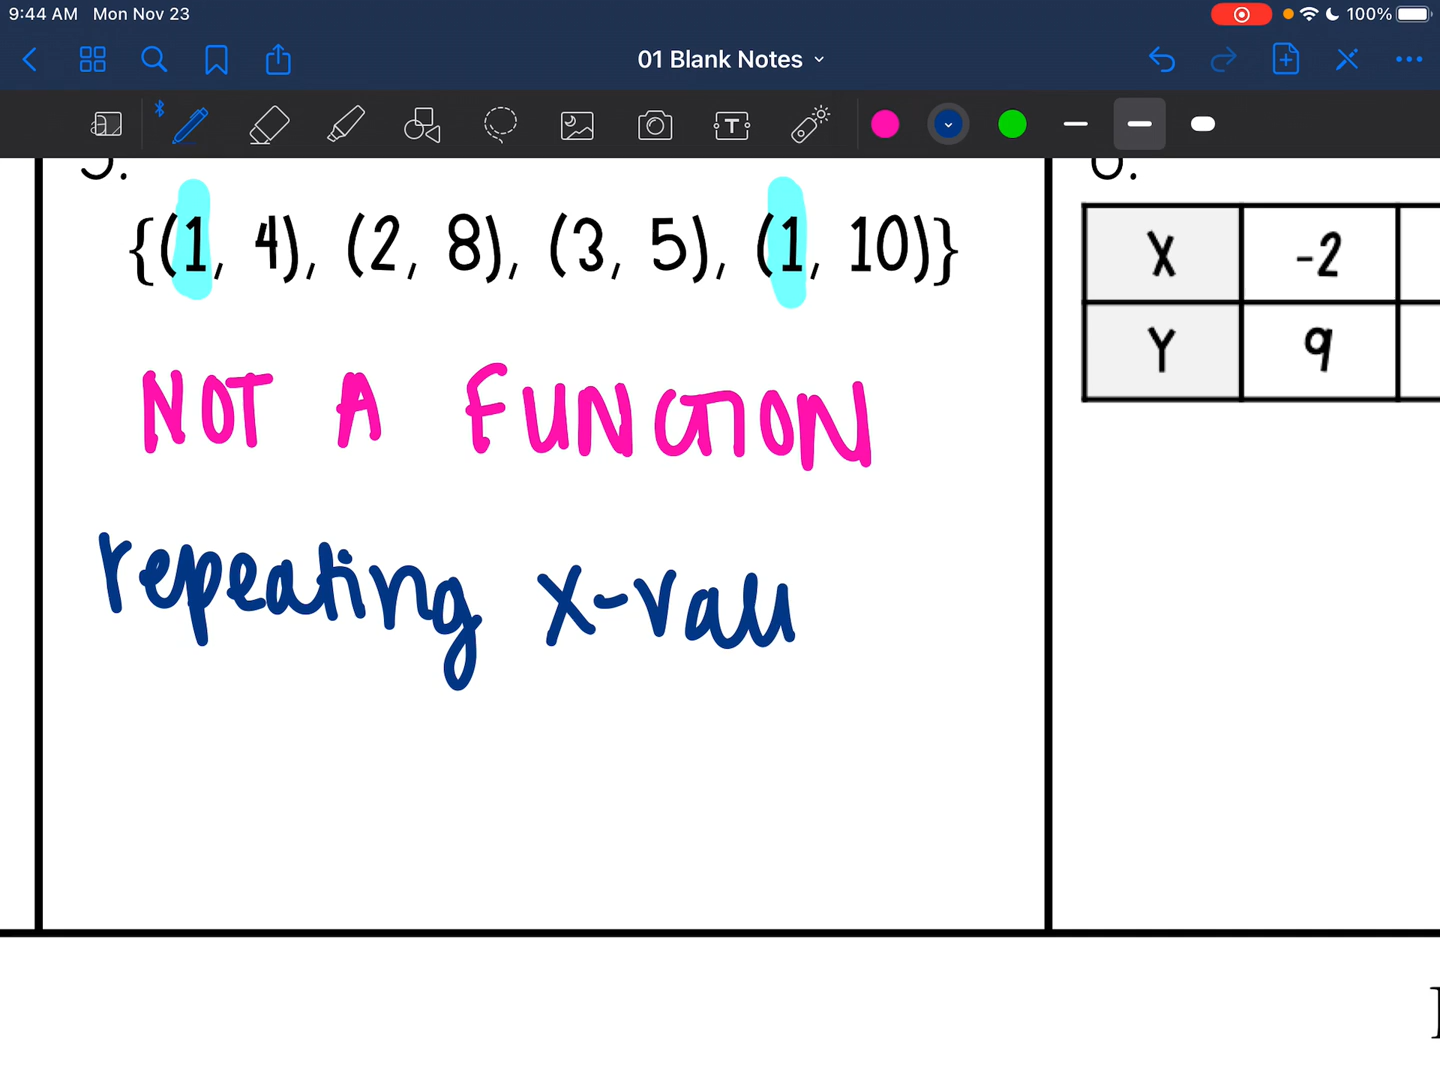 9:44 AM Mon Nov 23
100%
01 Blank Notes
T
{(1, 4), (2, 8), (3, 5), (1, 10)}
X -2
Y 9
NOT A FUNCTION
repeating x-valu